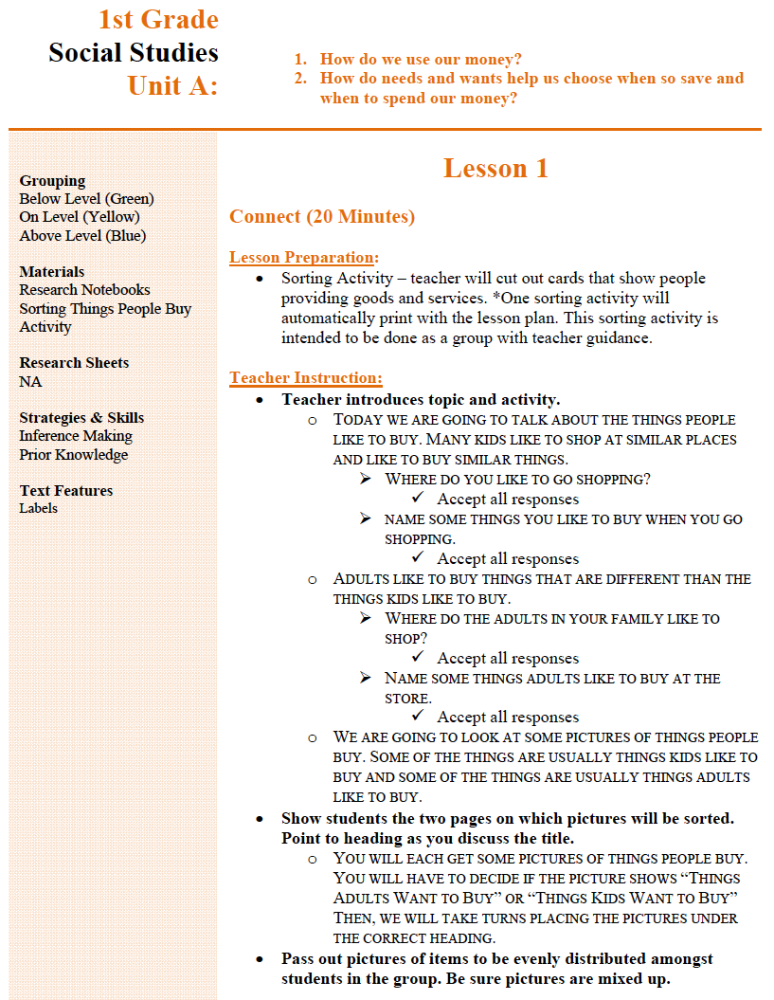 1st Grade
Social Studies
Unit A:
1. How do we use our money?
2. How do needs and wants help us choose when so save and
when to spend our money?
Grouping
Below Level (Green)
On Level (Yellow)
Above Level (Blue)
Materials
Research Notebooks
Sorting Things People Buy
Activity
Research Sheets
NA
Strategies & Skills
Inference Making
Prior Knowledge
Text Features
Labels
Lesson 1
Connect (20 Minutes)
Lesson Preparation:
• Sorting Activity – teacher will cut out cards that show people
providing goods and services. *One sorting activity will
automatically print with the lesson plan. This sorting activity is
intended to be done as a group with teacher guidance.
Teacher Instruction:
• Teacher introduces topic and activity.
o TODAY WE ARE GOING TO TALK ABOUT THE THINGS PEOPLE
LIKE TO BUY. MANY KIDS LIKE TO SHOP AT SIMILAR PLACES
AND LIKE TO BUY SIMILAR THINGS.
➢ WHERE DO YOU LIKE TO GO SHOPPING?
✓ Accept all responses
➢ NAME SOME THINGS YOU LIKE TO BUY WHEN YOU GO
SHOPPING.
✓ Accept all responses
o ADULTS LIKE TO BUY THINGS THAT ARE DIFFERENT THAN THE
THINGS KIDS LIKE TO BUY.
➢ WHERE DO THE ADULTS IN YOUR FAMILY LIKE TO
SHOP?
✓ Accept all responses
➢ NAME SOME THINGS ADULTS LIKE TO BUY AT THE
STORE.
✓ Accept all responses
o WE ARE GOING TO LOOK AT SOME PICTURES OF THINGS PEOPLE
BUY. SOME OF THE THINGS ARE USUALLY THINGS KIDS LIKE TO
BUY AND SOME OF THE THINGS ARE USUALLY THINGS ADULTS
LIKE TO BUY.
• Show students the two pages on which pictures will be sorted.
Point to heading as you discuss the title.
o YOU WILL EACH GET SOME PICTURES OF THINGS PEOPLE BUY.
YOU WILL HAVE TO DECIDE IF THE PICTURE SHOWS “THINGS
ADULTS WANT TO BUY” OR “THINGS KIDS WANT TO BUY”
THEN, WE WILL TAKE TURNS PLACING THE PICTURES UNDER
THE CORRECT HEADING.
• Pass out pictures of items to be evenly distributed amongst
students in the group. Be sure pictures are mixed up.